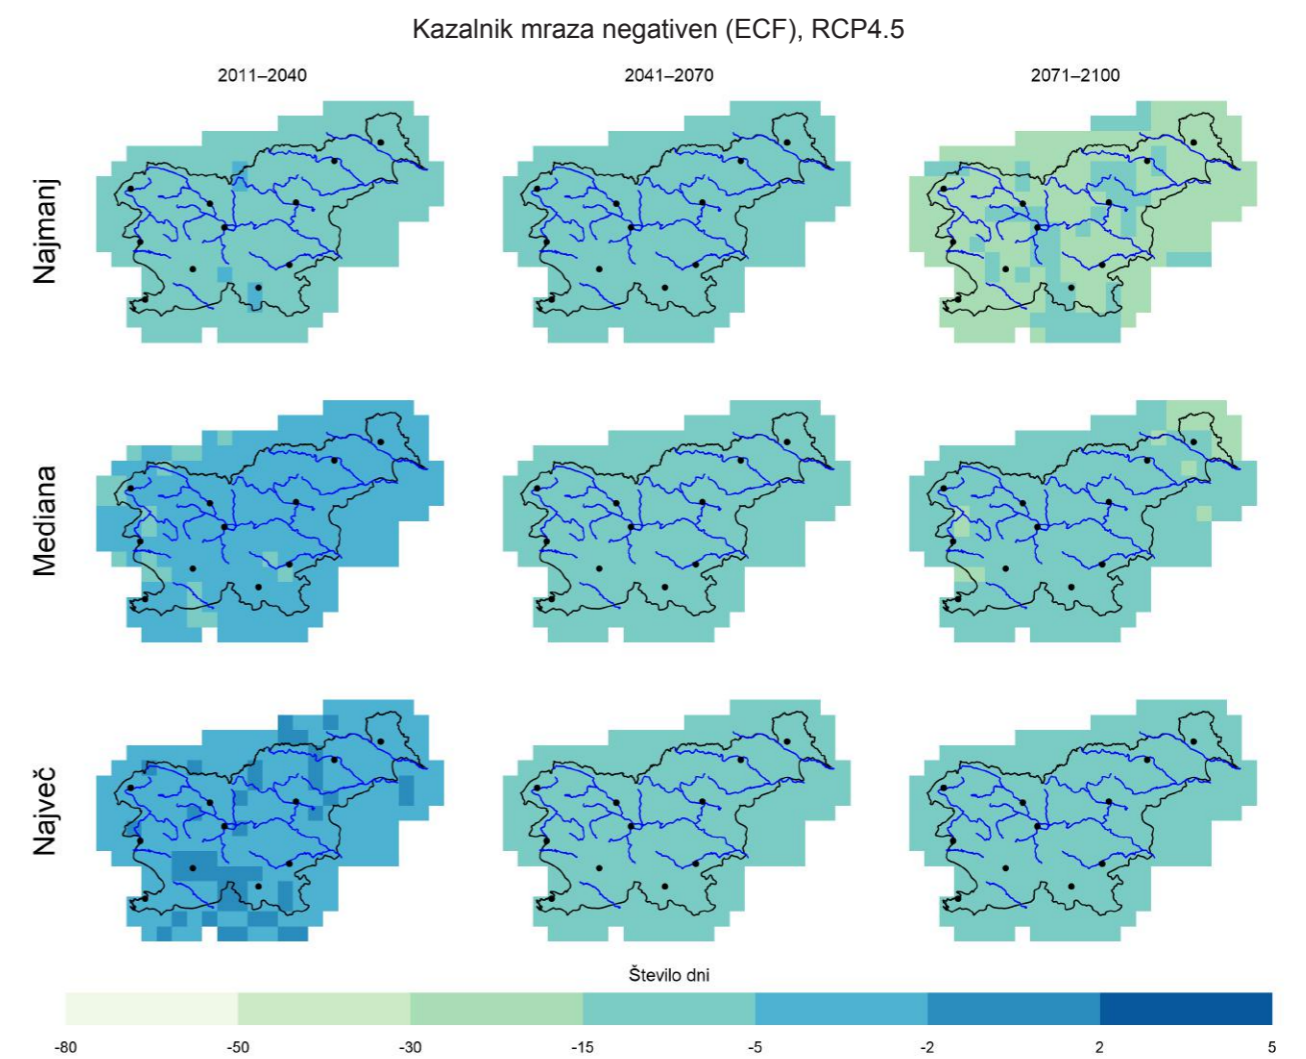 Kazalnik mraza negativen (ECF), RCP4.5
2011–2040 2041–2070 2071–2100
Najmanj
Mediana
Največ
Število dni
-80 -50 -30 -15 -5 -2 2 5